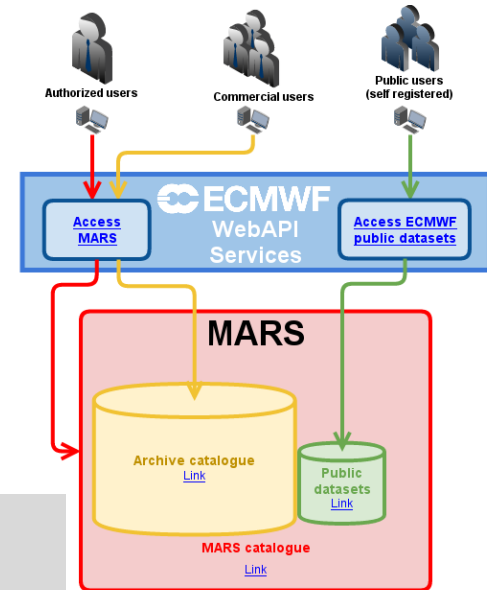 Authorized users
Commercial users
Public users
(self registered)
ECMWF
WebAPI
Services
Access
MARS
Access ECMWF
public datasets
MARS
Archive catalogue
Link
Public
datasets
Link
MARS catalogue
Link